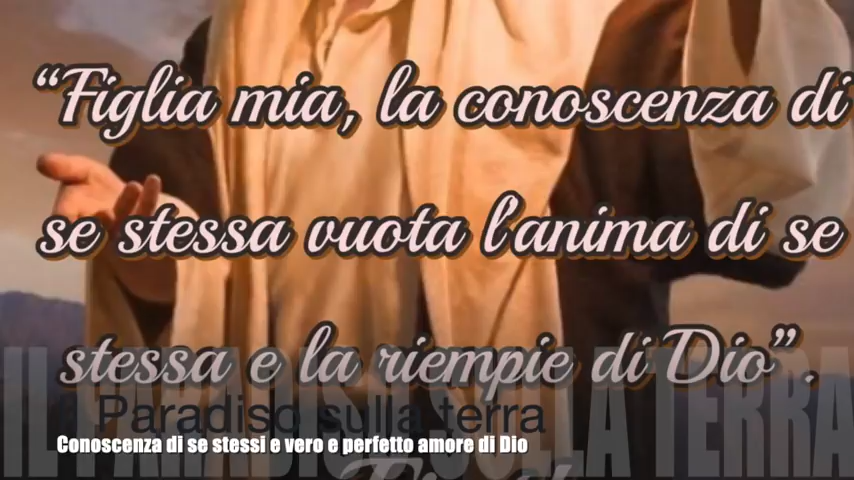 “Figlia mia, la conoscenza di
se stessa vuota l’anima di se
stessa e la riempie di Dio”.
IL PARADISO SULLA TERRA
Paradiso sulla terra
Conoscenza di se stessi e vero e perfetto amore di Dio